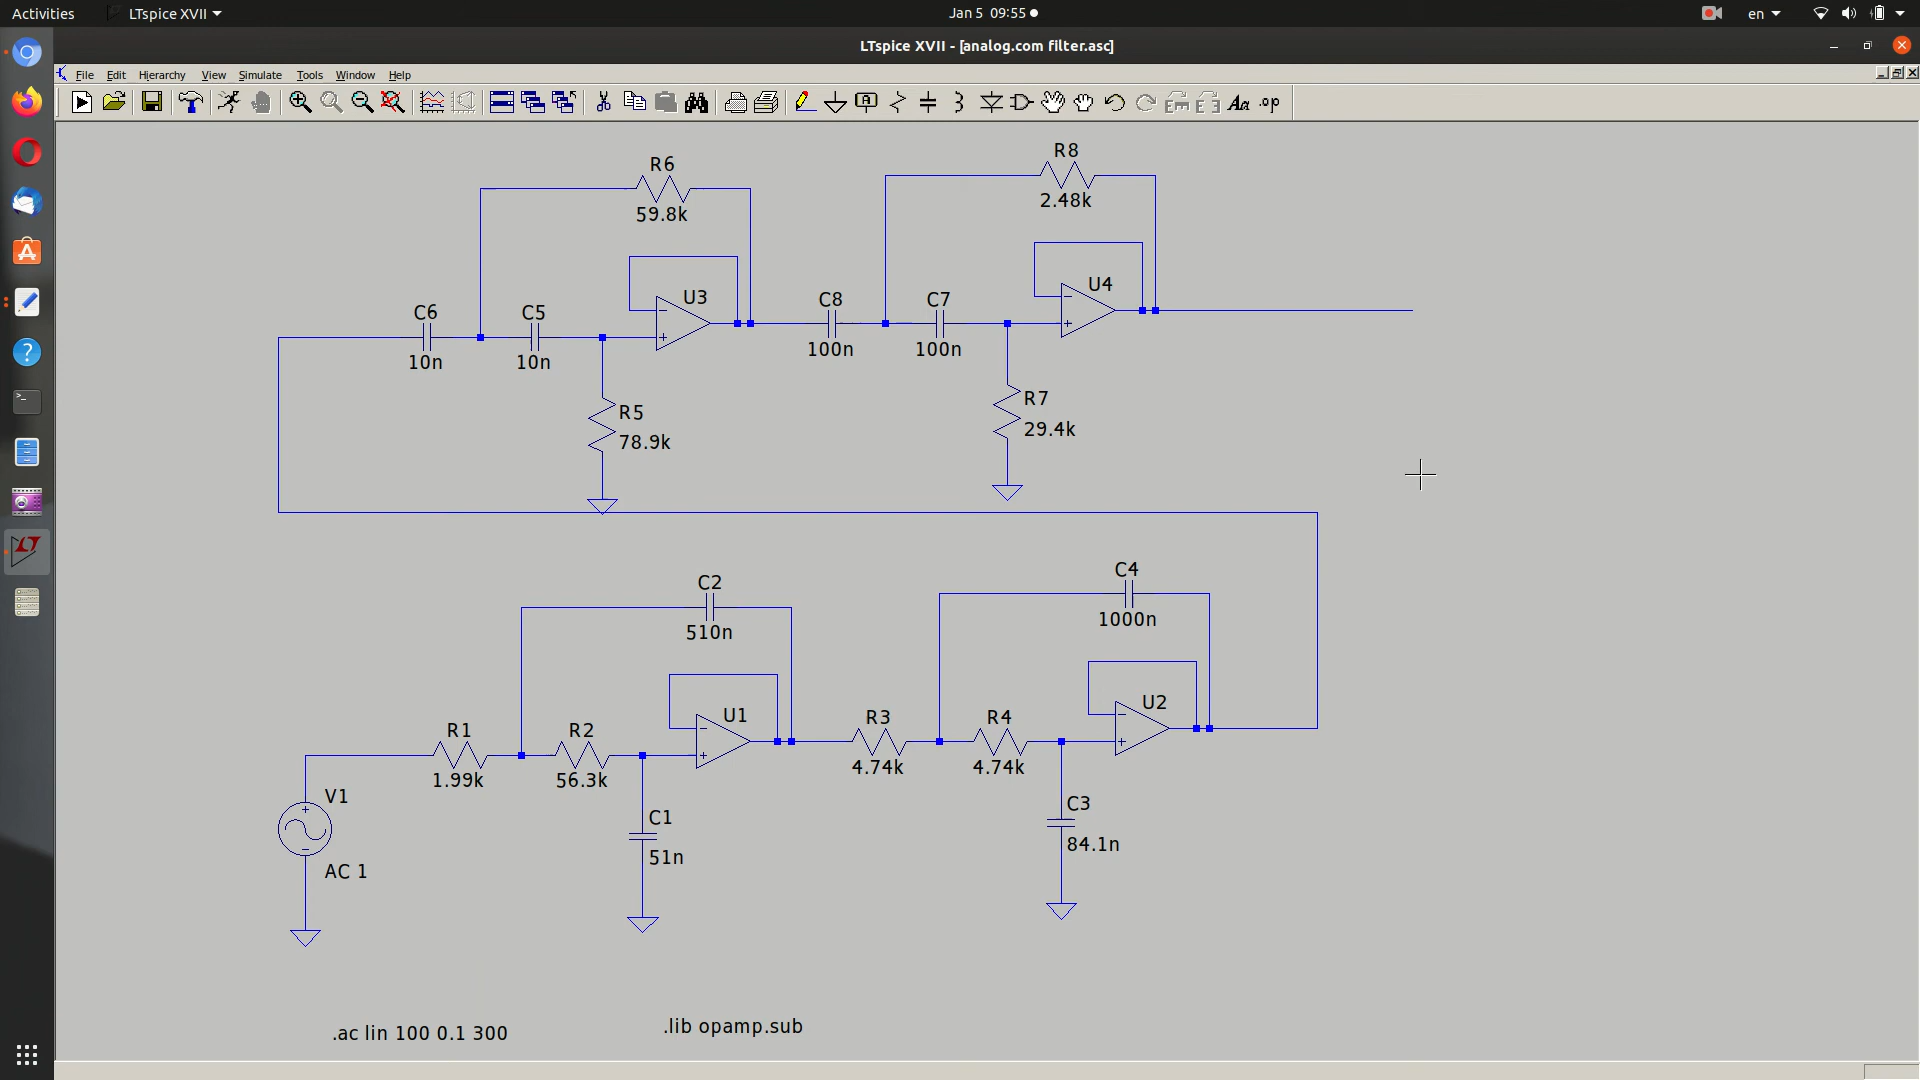 Activities
LTspice XVII
Jan 5 09:55
en
LTspice XVII - [analog.com filter.asc]
File Edit Hierarchy View Simulate Tools Window Help
.op
R6
59.8k
R8
2.48k
C6
10n
C5
10n
U3
C8
100n
C7
100n
U4
R5
78.9k
R7
29.4k
C2
510n
C4
1000n
R1
1.99k
R2
56.3k
U1
R3
4.74k
R4
4.74k
U2
V1
AC 1
C1
51n
C3
84.1n
.ac lin 100 0.1 300
.lib opamp.sub